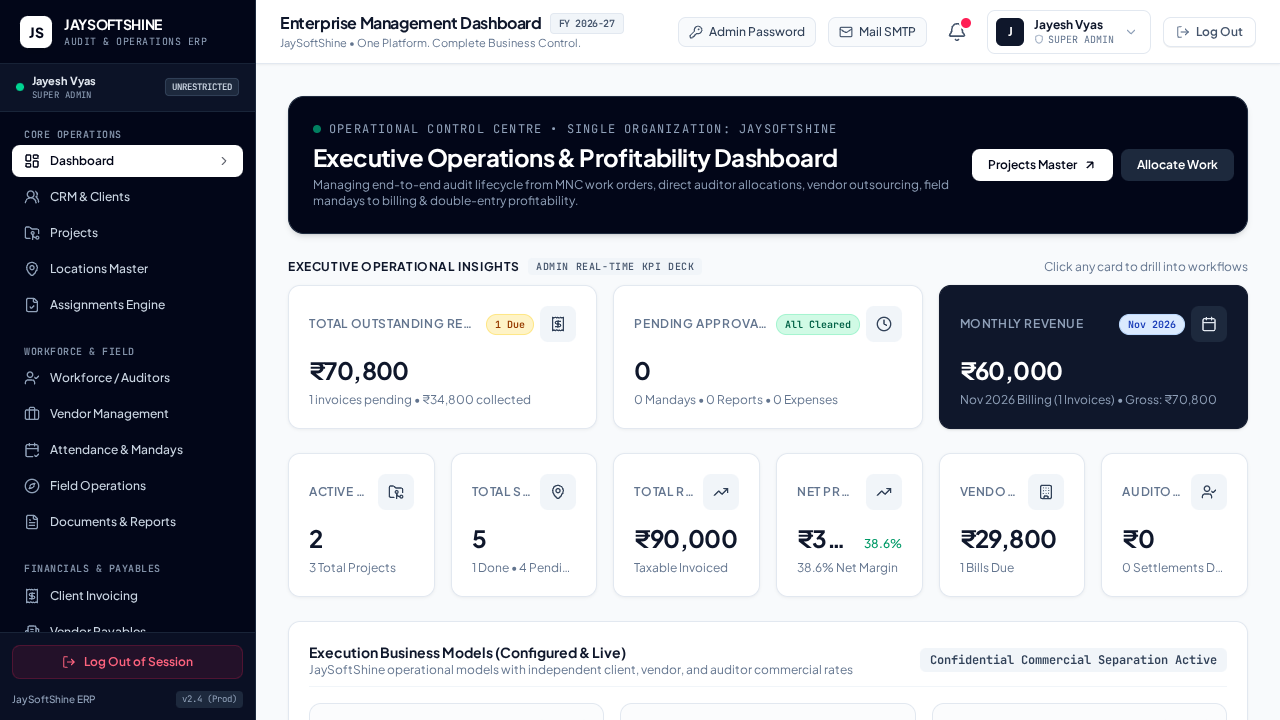 JS
JAYSOFTSHINE
AUDIT & OPERATIONS ERP
Jayesh Vyas
SUPER ADMIN
UNRESTRICTED
CORE OPERATIONS
Dashboard
CRM & Clients
Projects
Locations Master
Assignments Engine
WORKFORCE & FIELD
Workforce / Auditors
Vendor Management
Attendance & Mandays
Field Operations
Documents & Reports
FINANCIALS & PAYABLES
Client Invoicing
Vendor Payables
Log Out of Session
JaySoftShine ERP
v2.4 (Prod)
Enterprise Management Dashboard
FY 2026-27
JaySoftShine • One Platform. Complete Business Control.
Admin Password
Mail SMTP
J
Jayesh Vyas
SUPER ADMIN
Log Out
OPERATIONAL CONTROL CENTRE • SINGLE ORGANIZATION: JAYSOFTSHINE
Executive Operations & Profitability Dashboard
Managing end-to-end audit lifecycle from MNC work orders, direct auditor allocations, vendor outsourcing, field
mandays to billing & double-entry profitability.
Projects Master
Allocate Work
EXECUTIVE OPERATIONAL INSIGHTS
ADMIN REAL-TIME KPI DECK
Click any card to drill into workflows
TOTAL OUTSTANDING RE...
1 Due
₹70,800
1 invoices pending • ₹34,800 collected
PENDING APPROVA...
All Cleared
0
0 Mandays • 0 Reports • 0 Expenses
MONTHLY REVENUE
Nov 2026
₹60,000
Nov 2026 Billing (1 Invoices) • Gross: ₹70,800
ACTIVE ...
2
3 Total Projects
TOTAL S...
5
1 Done • 4 Pendi...
TOTAL R...
₹90,000
Taxable Invoiced
NET PR...
₹3...
38.6%
38.6% Net Margin
VENDO...
₹29,800
1 Bills Due
AUDITO...
₹0
0 Settlements D...
Execution Business Models (Configured & Live)
JaySoftShine operational models with independent client, vendor, and auditor commercial rates
Confidential Commercial Separation Active